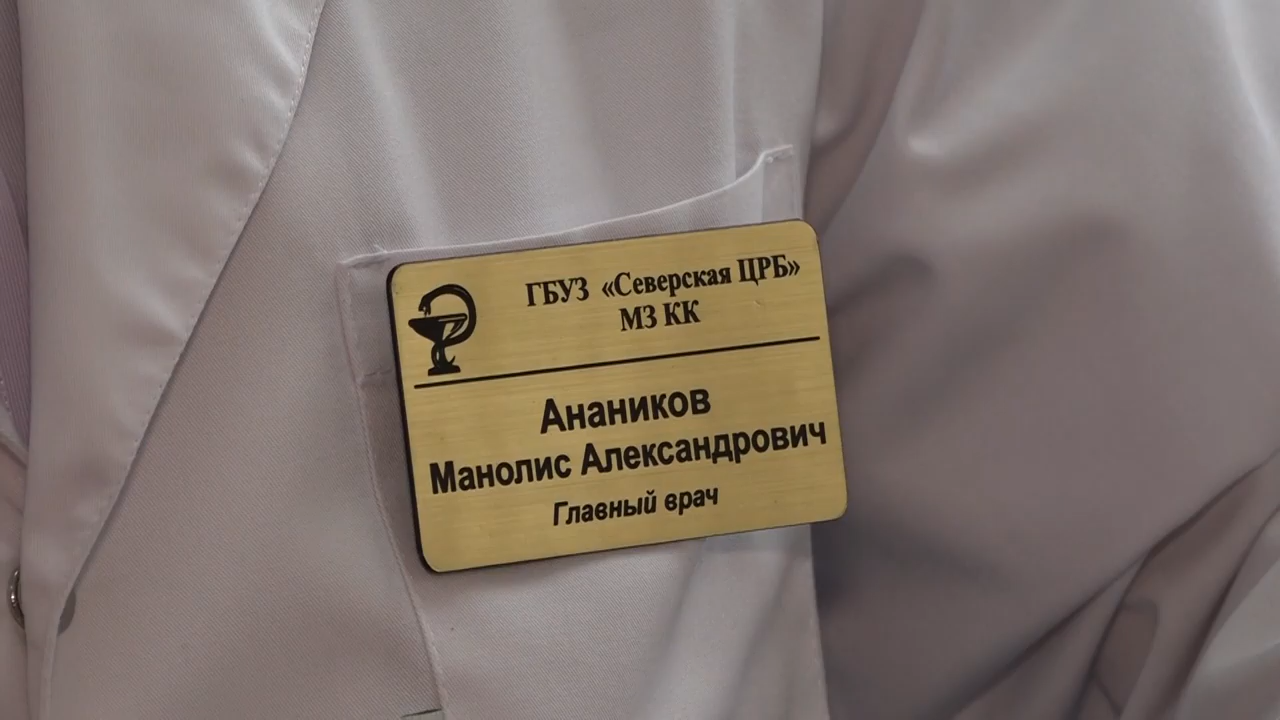 ГБУЗ «Северская ЦРБ»
МЗ КК
Анаников
Манолис Александрович
Главный врач